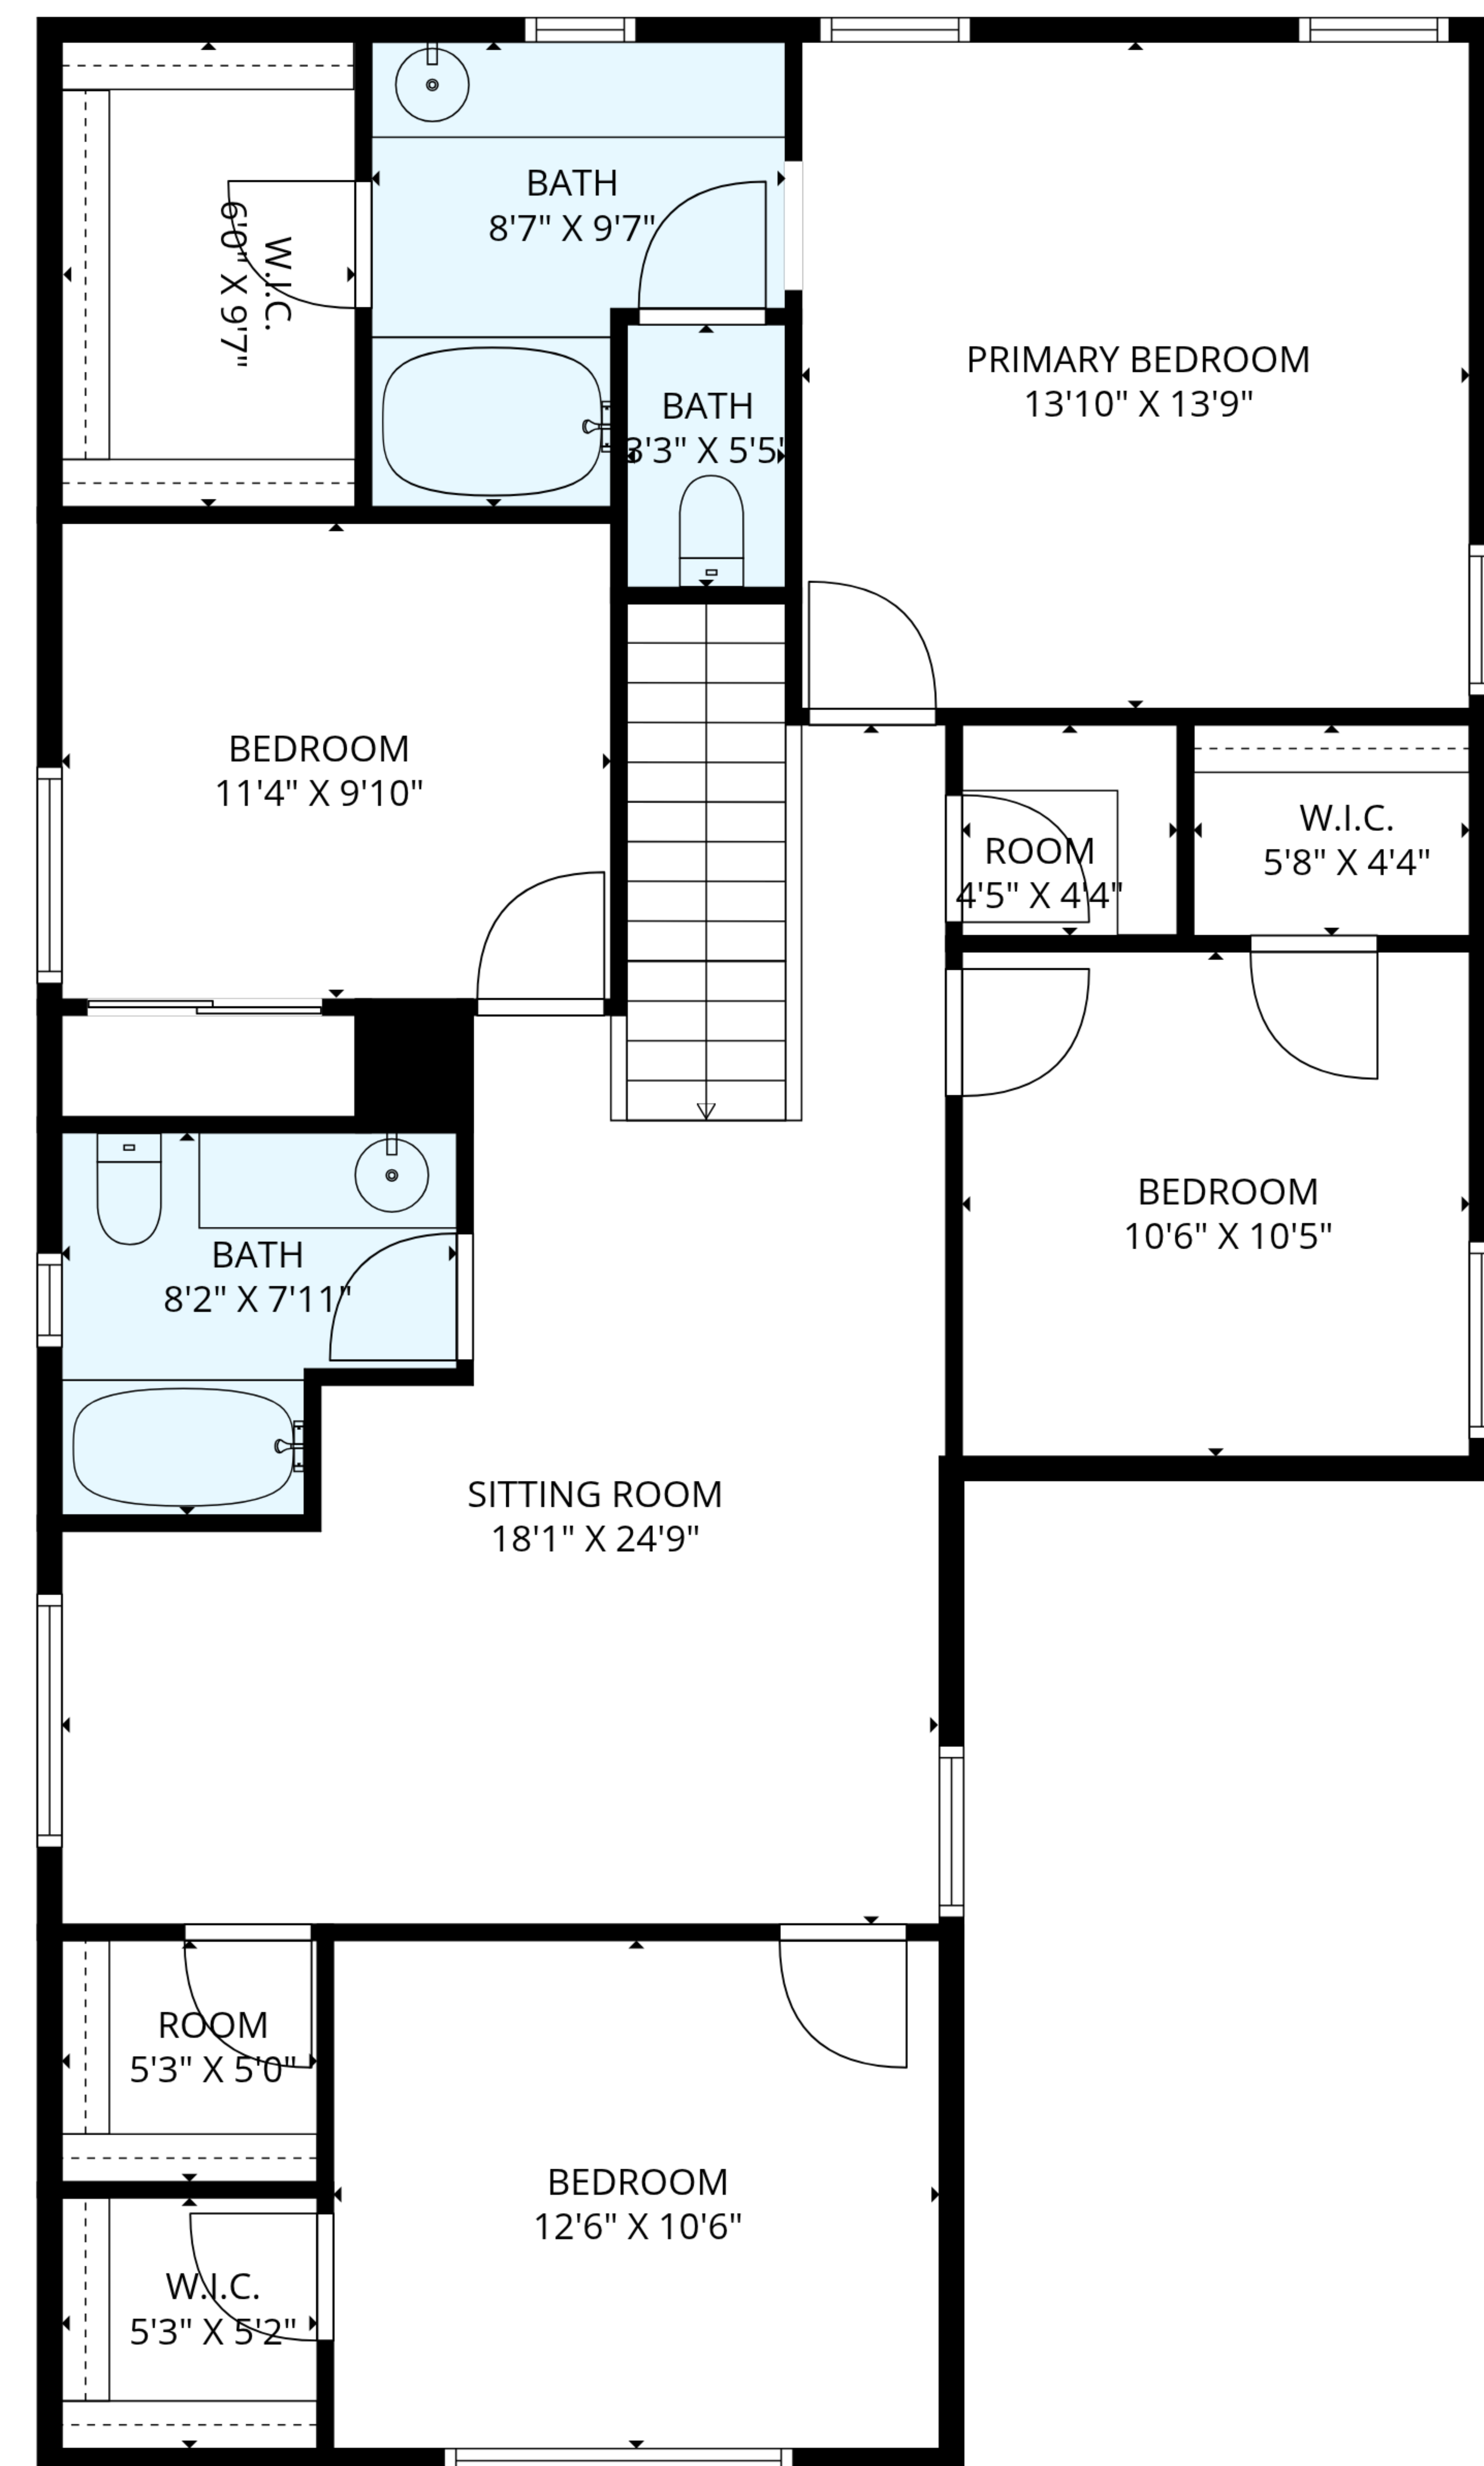 BATH
8'7" X 9'7"
W.I.C.
6'0" X 9'7"
PRIMARY BEDROOM
13'10" X 13'9"
BATH
3'3" X 5'5"
BEDROOM
11'4" X 9'10"
ROOM
4'5" X 4'4"
W.I.C.
5'8" X 4'4"
BEDROOM
10'6" X 10'5"
BATH
8'2" X 7'11"
SITTING ROOM
18'1" X 24'9"
ROOM
5'3" X 5'0"
BEDROOM
12'6" X 10'6"
W.I.C.
5'3" X 5'2"